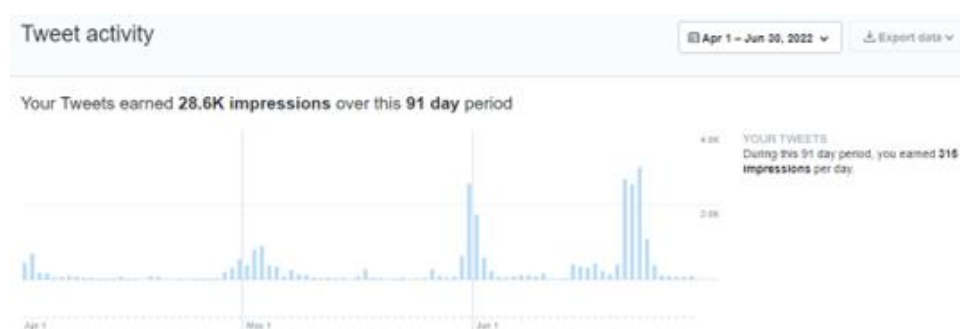 Tweet activity
Apr 1 – Jun 30, 2022
Export data
Your Tweets earned 28.6K impressions over this 91 day period
YOUR TWEETS
During this 91 day period, you earned 315
impressions per day.
4.0K
2.0K
Apr 1
May 1
Jun 1